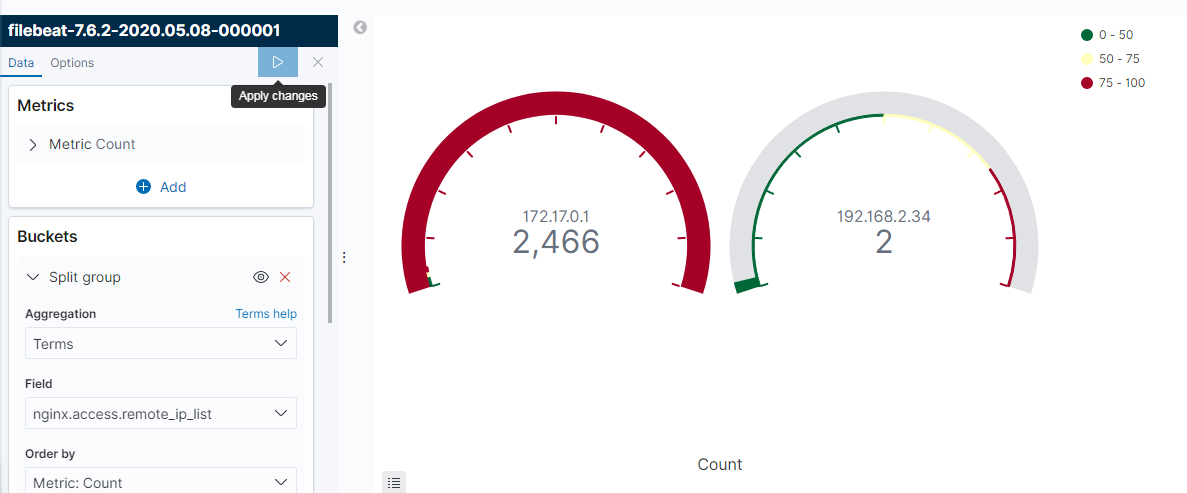 filebeat-7.6.2-2020.05.08-000001
Data Options
Apply changes
Metrics
Metric Count
Add
Buckets
Split group
Aggregation Terms help
Terms
Field
nginx.access.remote_ip_list
Order by
Metric: Count
172.17.0.1
2,466
192.168.2.34
2
Count
0 - 50
50 - 75
75 - 100